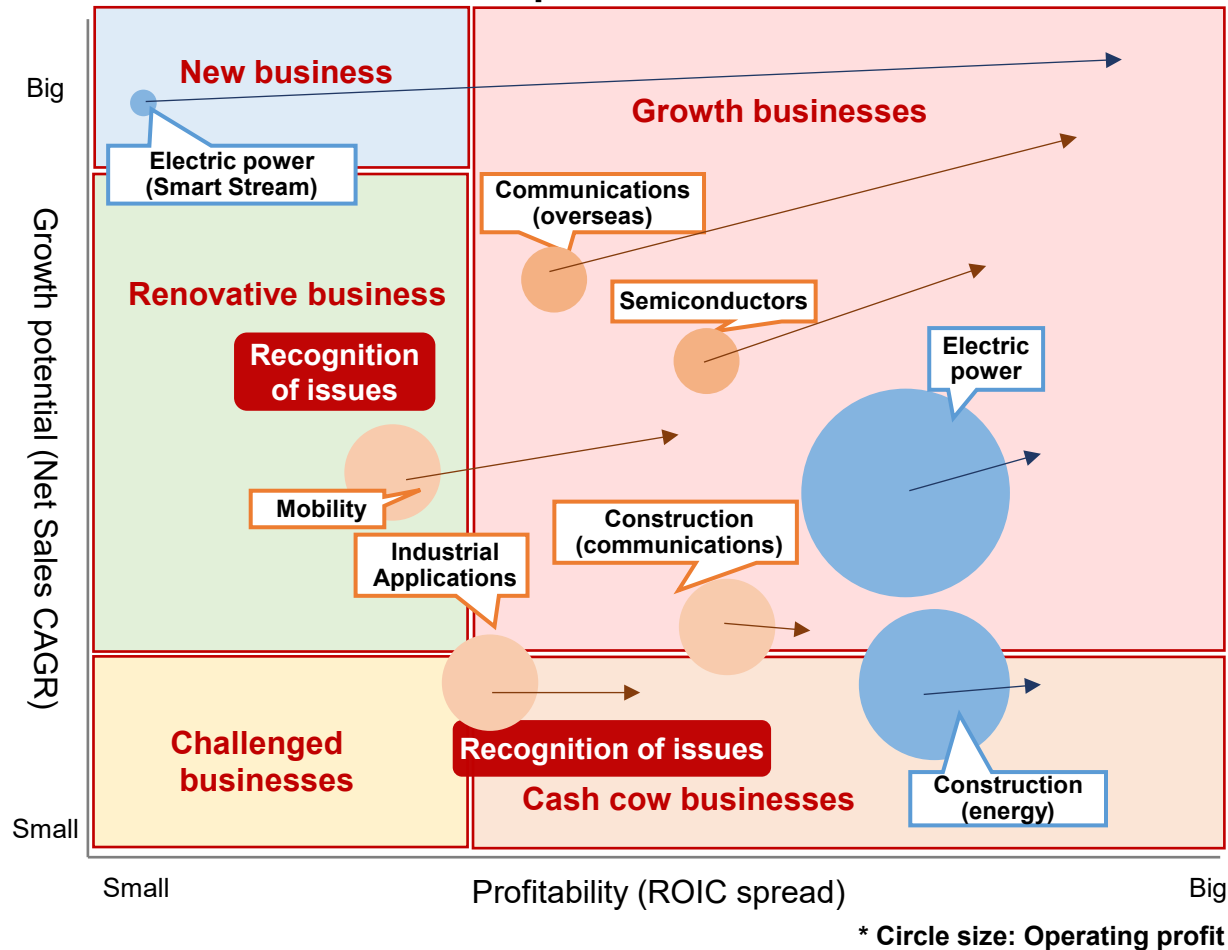 Big
New business
Growth businesses
Electric power
(Smart Stream)
Communications
(overseas)
Renovative business
Semiconductors
Recognition
of issues
Electric
power
Growth potential (Net Sales CAGR)
Mobility
Construction
(communications)
Industrial
Applications
Challenged
businesses
Recognition of issues
Cash cow businesses
Construction
(energy)
Small
Small
Profitability (ROIC spread)
Big
* Circle size: Operating profit